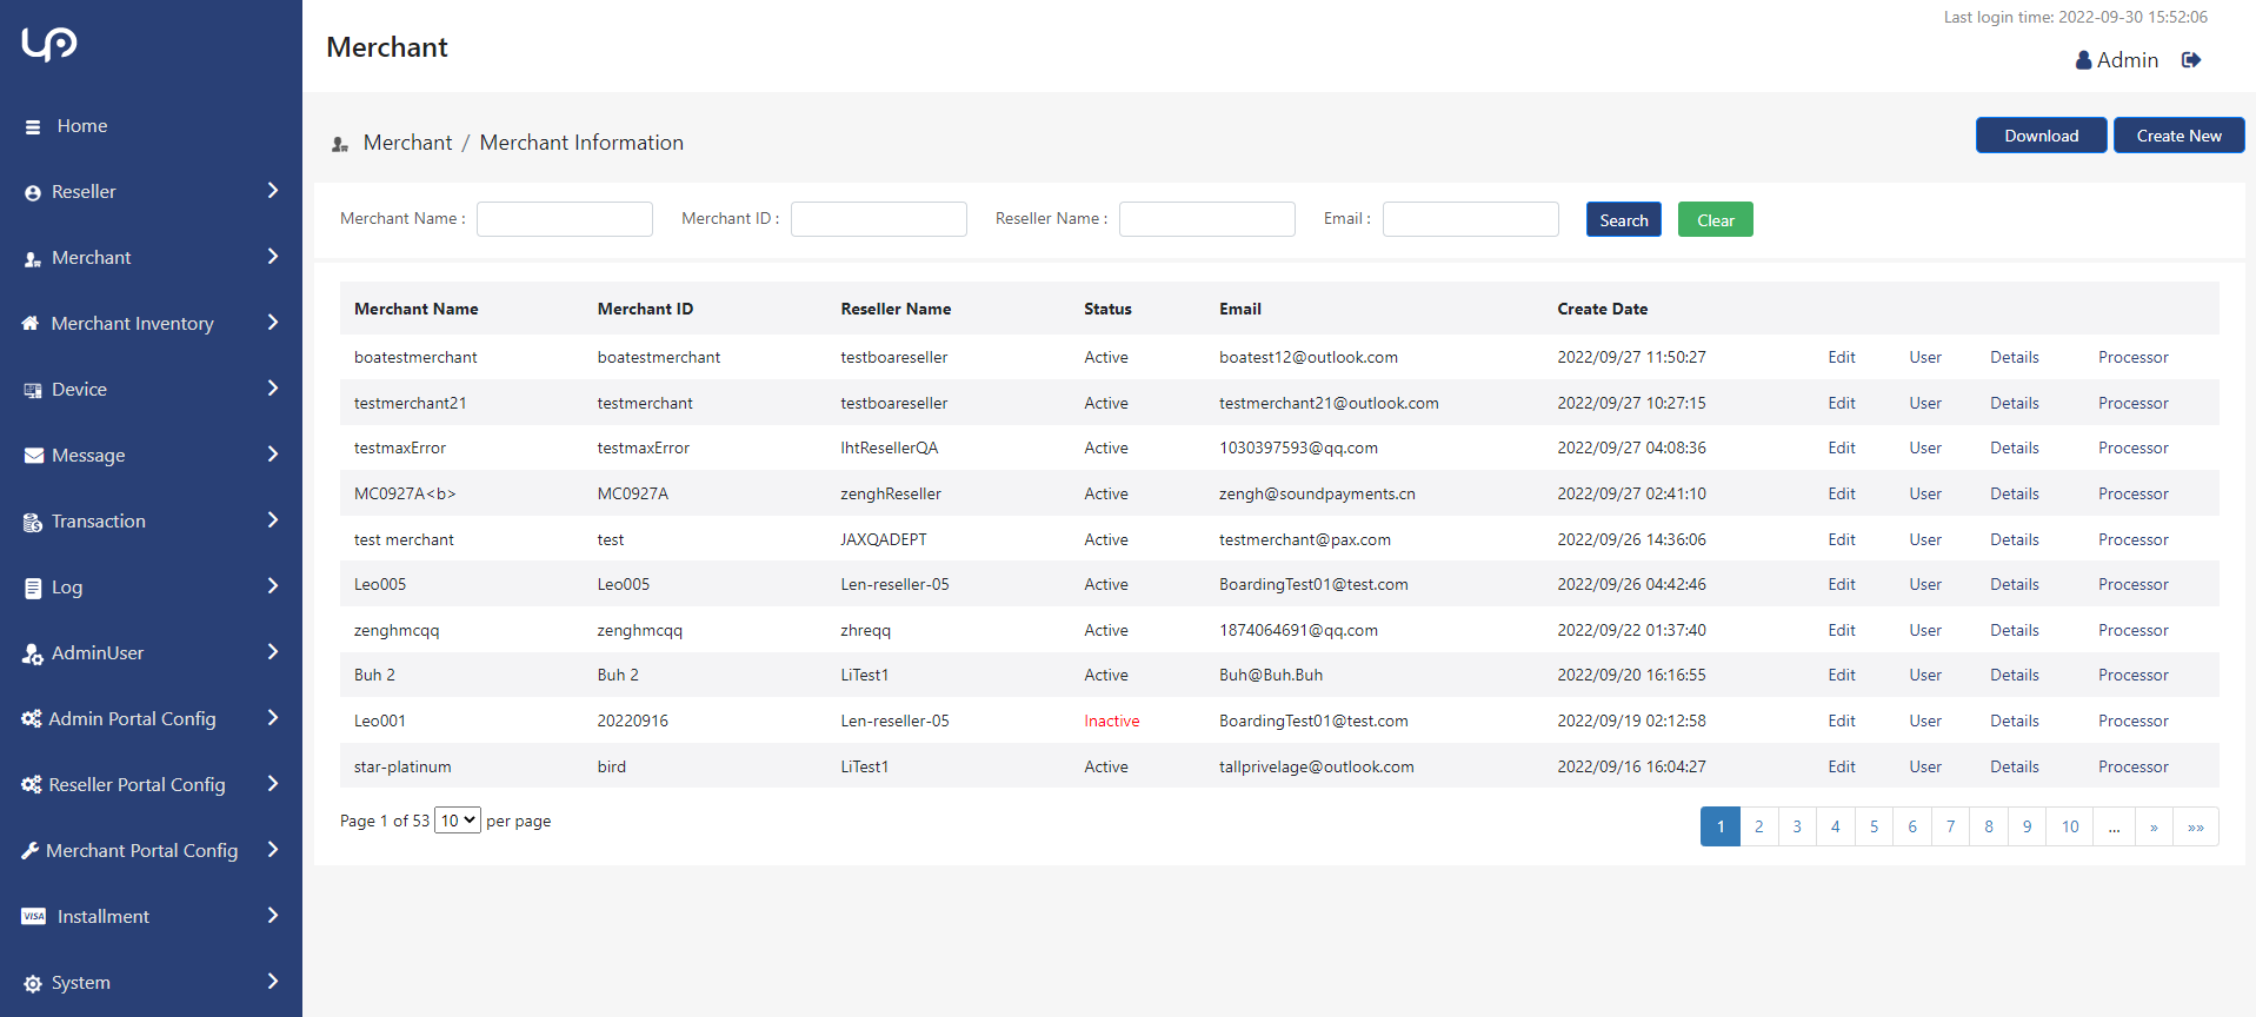 Last login time: 2022-09-30 15:52:06
Merchant
Admin
Home
Reseller
Merchant
Merchant Inventory
Device
Message
Transaction
Log
AdminUser
Admin Portal Config
Reseller Portal Config
Merchant Portal Config
VISA Installment
System
Merchant / Merchant Information
Download Create New
Merchant Name : Merchant ID : Reseller Name : Email : Search Clear
Merchant Name Merchant ID Reseller Name Status Email Create Date
boatestmerchant boatestmerchant testboareseller Active boatest12@outlook.com 2022/09/27 11:50:27 Edit User Details Processor
testmerchant21 testmerchant testboareseller Active testmerchant21@outlook.com 2022/09/27 10:27:15 Edit User Details Processor
testmaxError testmaxError lhtResellerQA Active 1030397593@qq.com 2022/09/27 04:08:36 Edit User Details Processor
MC0927A<b> MC0927A zenghReseller Active zengh@soundpayments.cn 2022/09/27 02:41:10 Edit User Details Processor
test merchant test JAXQADEPT Active testmerchant@pax.com 2022/09/26 14:36:06 Edit User Details Processor
Leo005 Leo005 Len-reseller-05 Active BoardingTest01@test.com 2022/09/26 04:42:46 Edit User Details Processor
zenghmcqq zenghmcqq zhreqq Active 1874064691@qq.com 2022/09/22 01:37:40 Edit User Details Processor
Buh 2 Buh 2 LiTest1 Active Buh@Buh.Buh 2022/09/20 16:16:55 Edit User Details Processor
Leo001 20220916 Len-reseller-05 Inactive BoardingTest01@test.com 2022/09/19 02:12:58 Edit User Details Processor
star-platinum bird LiTest1 Active tallprivelage@outlook.com 2022/09/16 16:04:27 Edit User Details Processor
Page 1 of 53 10 per page
1 2 3 4 5 6 7 8 9 10 ... » »»